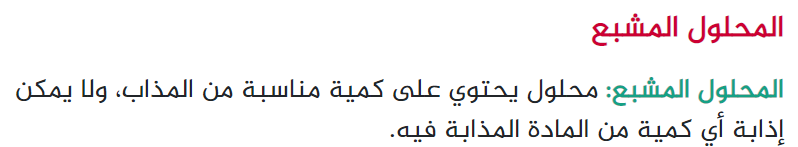 المحلول المشبع
المحلول المشبع: محلول يحتوي على كمية مناسبة من المذاب، ولا يمكن
إذابة أي كمية من المادة المذابة فيه.